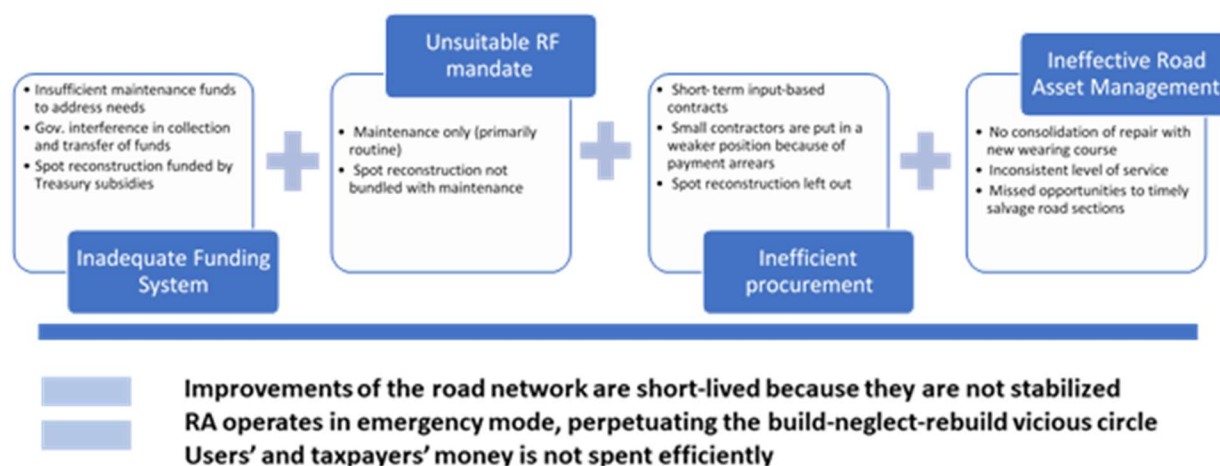 Unsuitable RF
mandate
Ineffective Road
Asset Management
• Insufficient maintenance funds
to address needs
• Gov. interference in collection
and transfer of funds
• Spot reconstruction funded by
Treasury subsidies
Inadequate Funding
System
• Maintenance only (primarily
routine)
• Spot reconstruction not
bundled with maintenance
• Short- term input-based
contracts
• Small contractors are put in a
weaker position because of
payment arrears
• Spot reconstruction left out
Inefficient
procurement
• No consolidation of repair with
new wearing course
• Inconsistent level of service
• Missed opportunities to timely
salvage road sections
Improvements of the road network are short-lived because they are not stabilized
RA operates in emergency mode, perpetuating the build-neglect-rebuild vicious circle
Users’ and taxpayers’ money is not spent efficiently